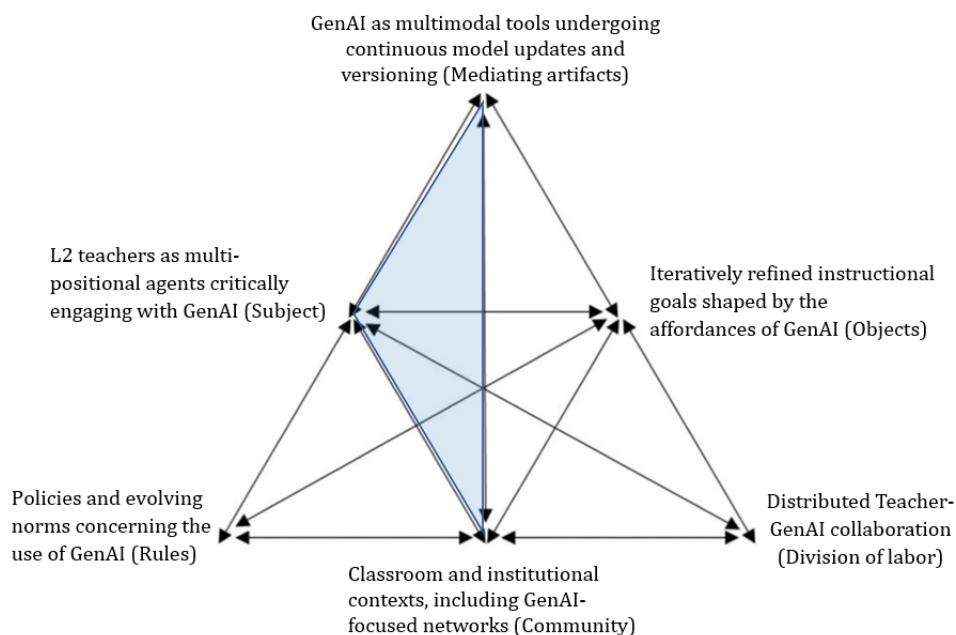 GenAI as multimodal tools undergoing
continuous model updates and
versioning (Mediating artifacts)
L2 teachers as multi-
positional agents critically
engaging with GenAI (Subject)
Iteratively refined instructional
goals shaped by the
affordances of GenAI (Objects)
Policies and evolving
norms concerning the
use of GenAI (Rules)
Classroom and institutional
contexts, including GenAI-
focused networks (Community)
Distributed Teacher-
GenAI collaboration
(Division of labor)